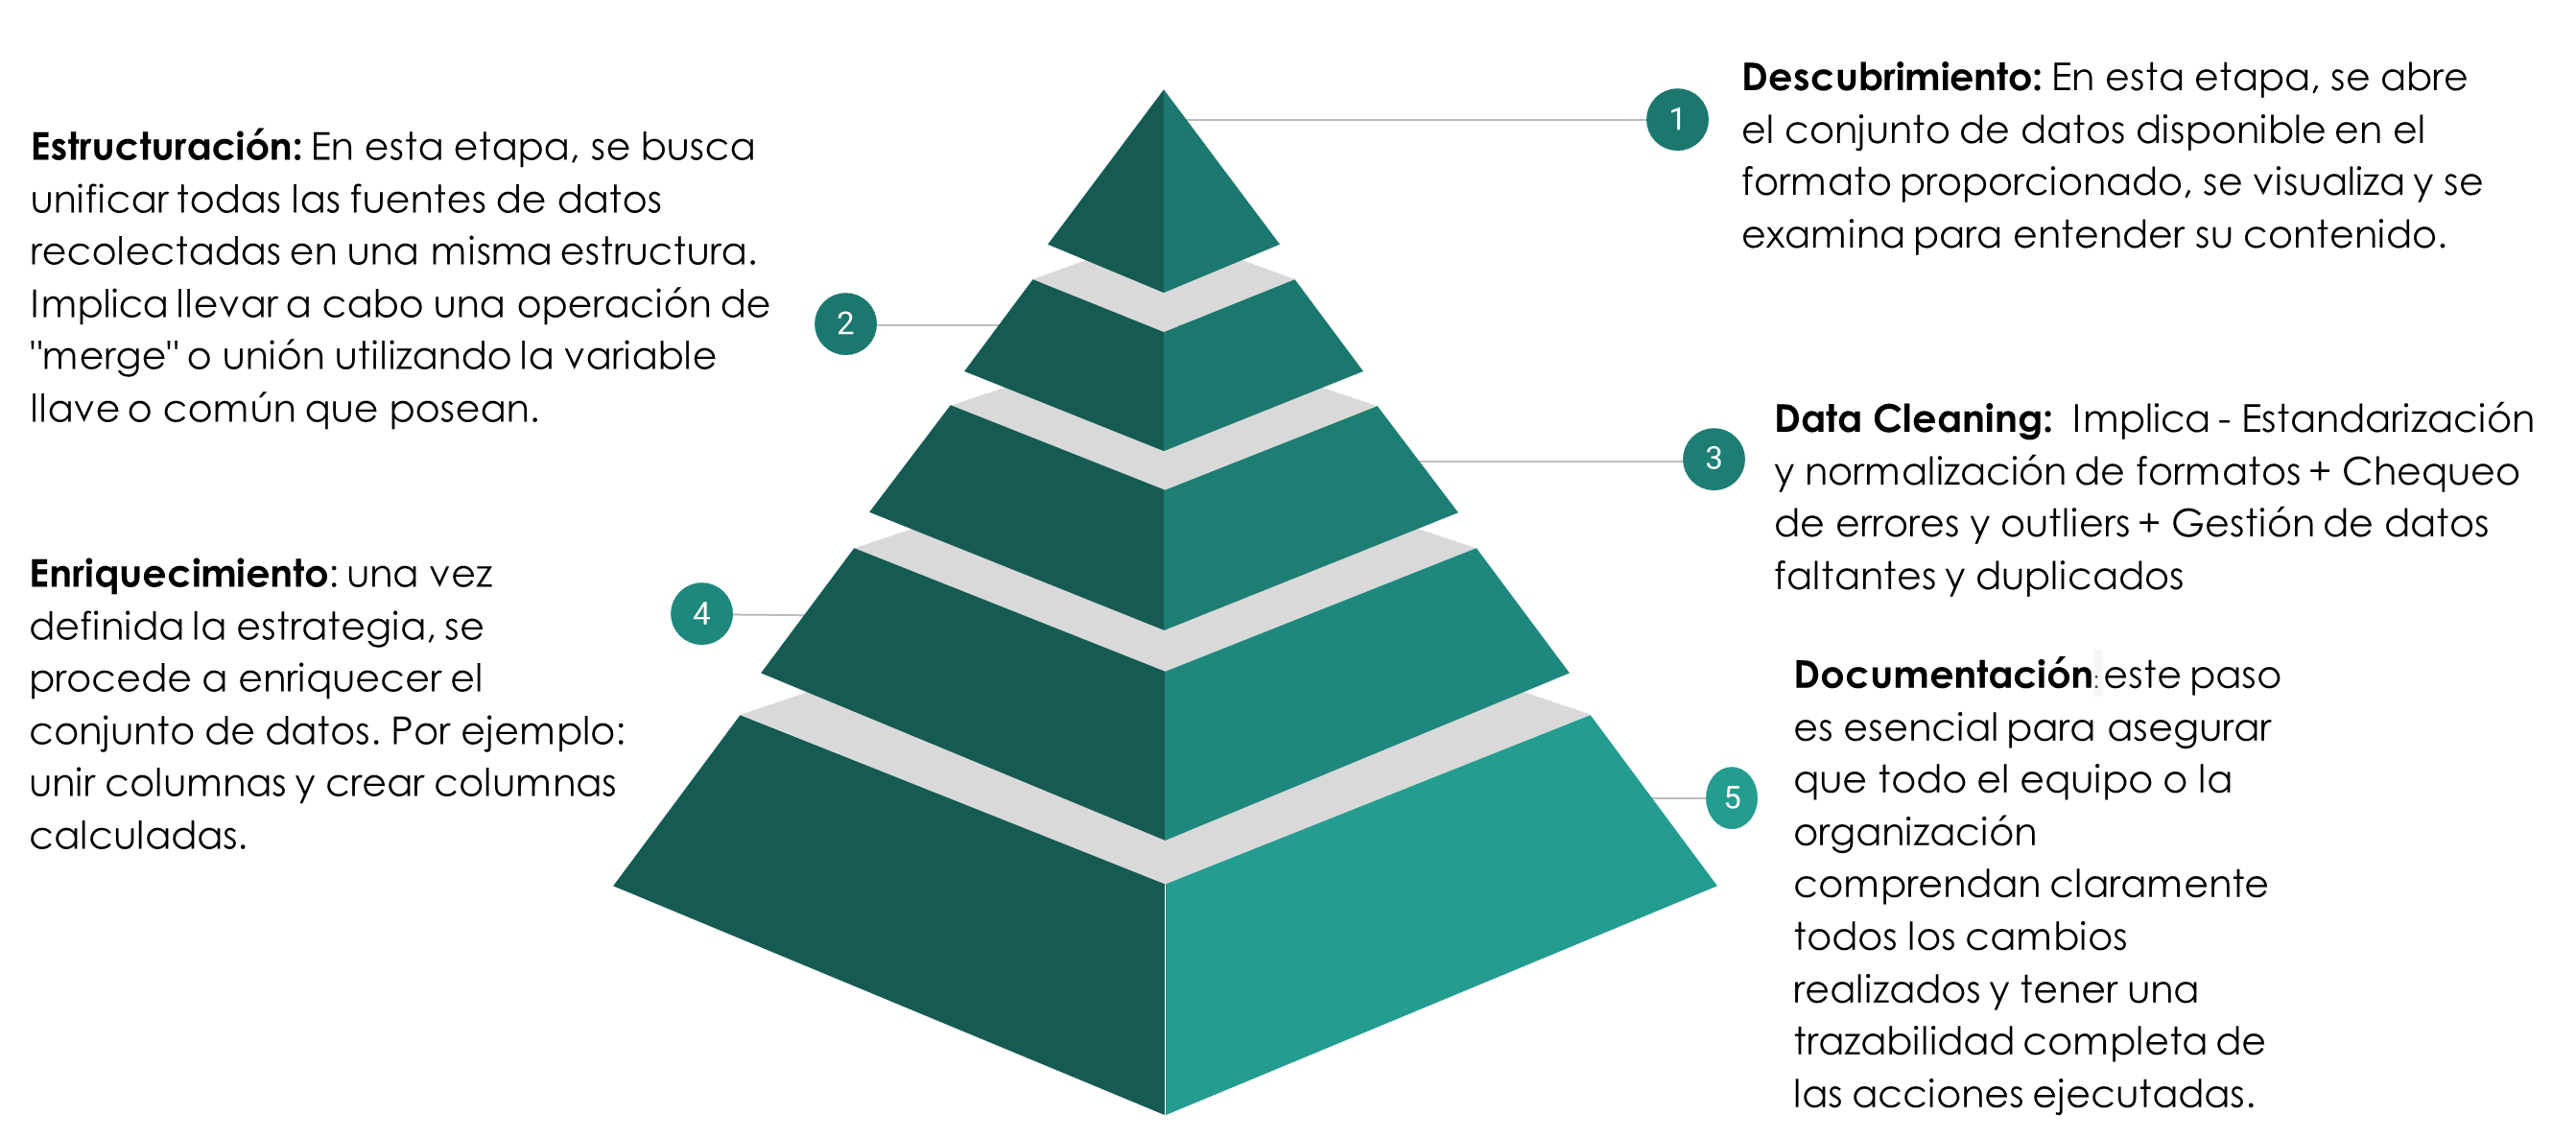 1
Descubrimiento: En esta etapa, se abre
el conjunto de datos disponible en el
formato proporcionado, se visualiza y se
examina para entender su contenido.
Estructuración: En esta etapa, se busca
unificar todas las fuentes de datos
recolectadas en una misma estructura.
Implica llevar a cabo una operación de
"merge" o unión utilizando la variable
llave o común que posean.
2
3
Data Cleaning: Implica - Estandarización
y normalización de formatos + Chequeo
de errores y outliers + Gestión de datos
faltantes y duplicados
Enriquecimiento: una vez
definida la estrategia, se
procede a enriquecer el
conjunto de datos. Por ejemplo:
unir columnas y crear columnas
calculadas.
4
5
Documentación: este paso
es esencial para asegurar
que todo el equipo o la
organización
comprendan claramente
todos los cambios
realizados y tener una
trazabilidad completa de
las acciones ejecutadas.